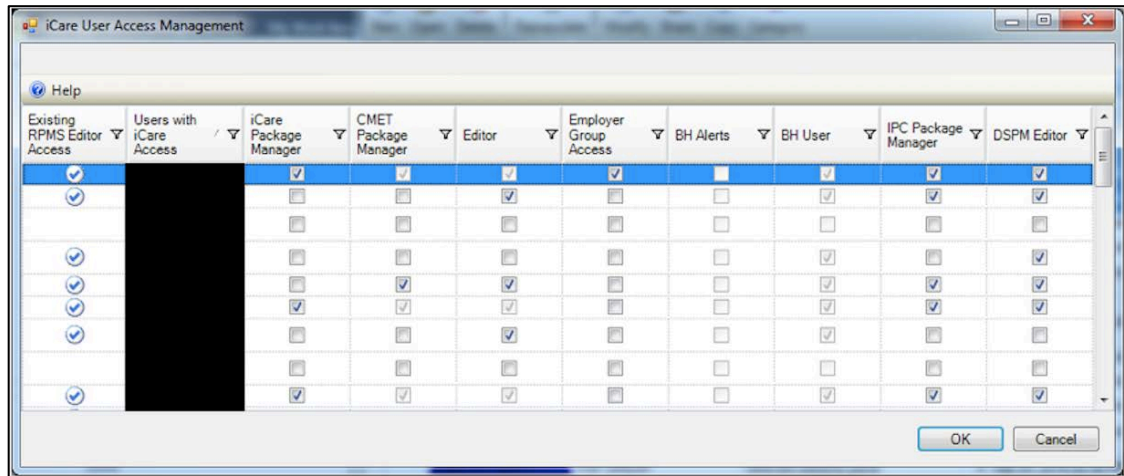 iCare User Access Management
Help
Existing RPMS Editor Access
Users with iCare Access
iCare Package Manager
CMET Package Manager
Editor
Employer Group Access
BH Alerts
BH User
IPC Package Manager
DSPM Editor
OK
Cancel